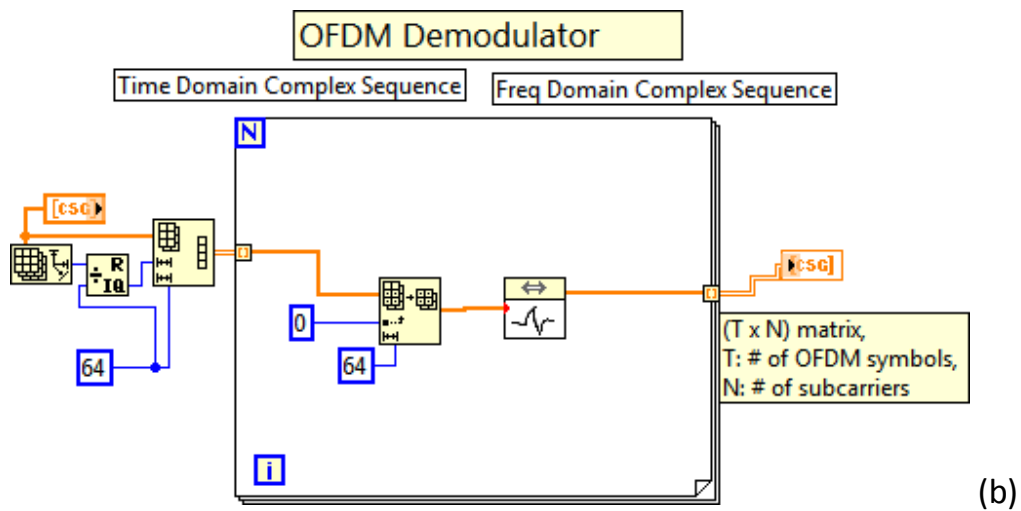 OFDM Demodulator
Time Domain Complex Sequence
Freq Domain Complex Sequence
N
[CSG]
R
IQ
64
0
64
[CSG]
(T x N) matrix,
T: # of OFDM symbols,
N: # of subcarriers
i
(b)